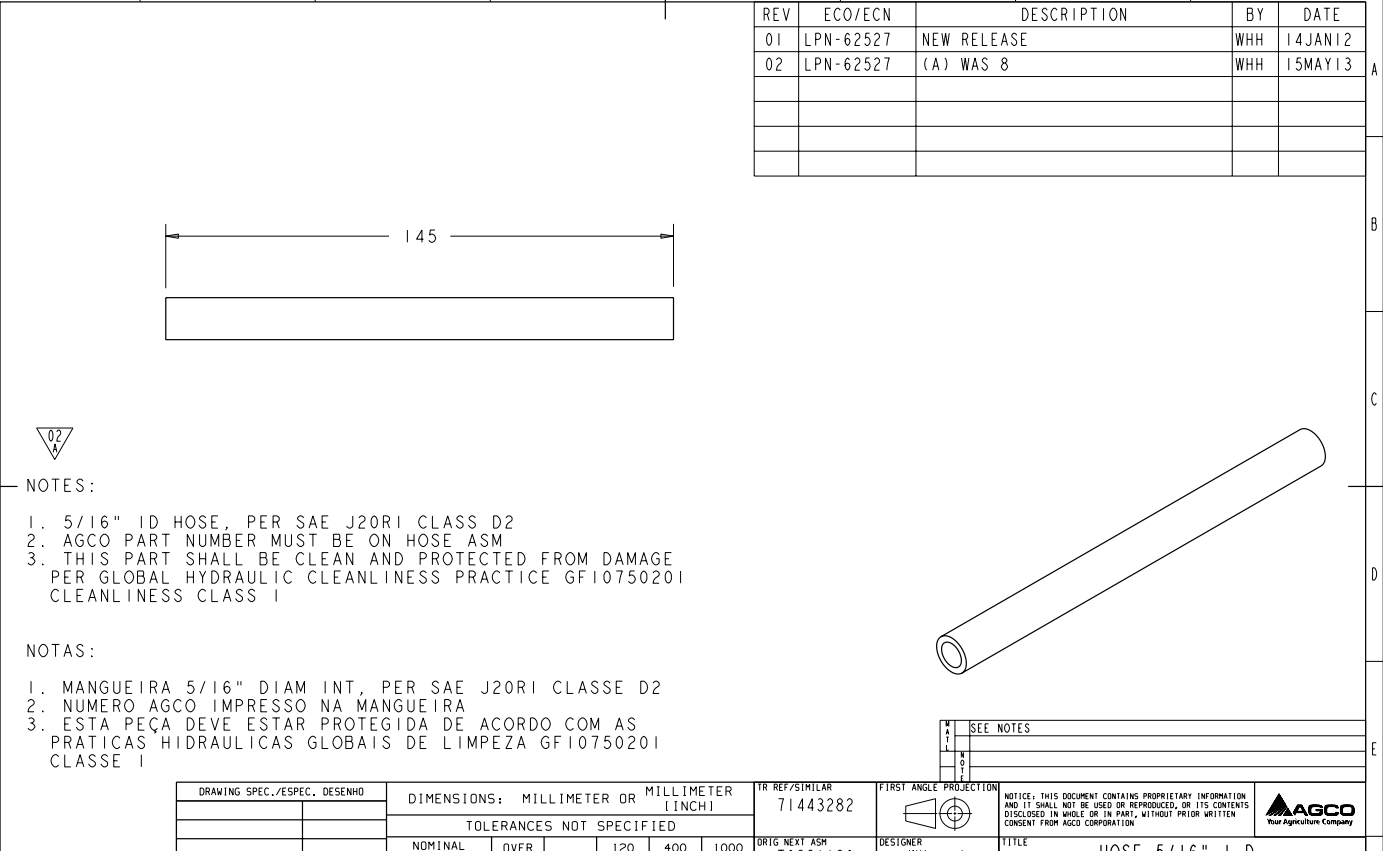 REV ECO/ECN DESCRIPTION BY DATE
01 LPN-62527 NEW RELEASE WHH 14JAN12
02 LPN-62527 (A) WAS 8 WHH 15MAY13
A
B
145
C
02
A
NOTES:
1. 5/16" ID HOSE, PER SAE J20R1 CLASS D2
2. AGCO PART NUMBER MUST BE ON HOSE ASM
3. THIS PART SHALL BE CLEAN AND PROTECTED FROM DAMAGE
PER GLOBAL HYDRAULIC CLEANLINESS PRACTICE GF10750201
CLEANLINESS CLASS 1
D
NOTAS:
1. MANGUEIRA 5/16" DIAM INT, PER SAE J20R1 CLASSE D2
2. NUMERO AGCO IMPRESSO NA MANGUEIRA
3. ESTA PEÇA DEVE ESTAR PROTEGIDA DE ACORDO COM AS
PRATICAS HIDRAULICAS GLOBAIS DE LIMPEZA GF10750201
CLASSE 1
MATL SEE NOTES
NOTE
E
DRAWING SPEC./ESPEC. DESENHO
DIMENSIONS: MILLIMETER OR MILLIMETER [INCH]
TOLERANCES NOT SPECIFIED
NOMINAL OVER 120 400 1000
TR REF/SIMILAR
71443282
FIRST ANGLE PROJECTION
NOTICE: THIS DOCUMENT CONTAINS PROPRIETARY INFORMATION
AND IT SHALL NOT BE USED OR REPRODUCED, OR ITS CONTENTS
DISCLOSED IN WHOLE OR IN PART, WITHOUT PRIOR WRITTEN
CONSENT FROM AGCO CORPORATION
AGCO
Your Agriculture Company
ORIG NEXT ASM
DESIGNER
TITLE
HOSE 5/16" I.D.